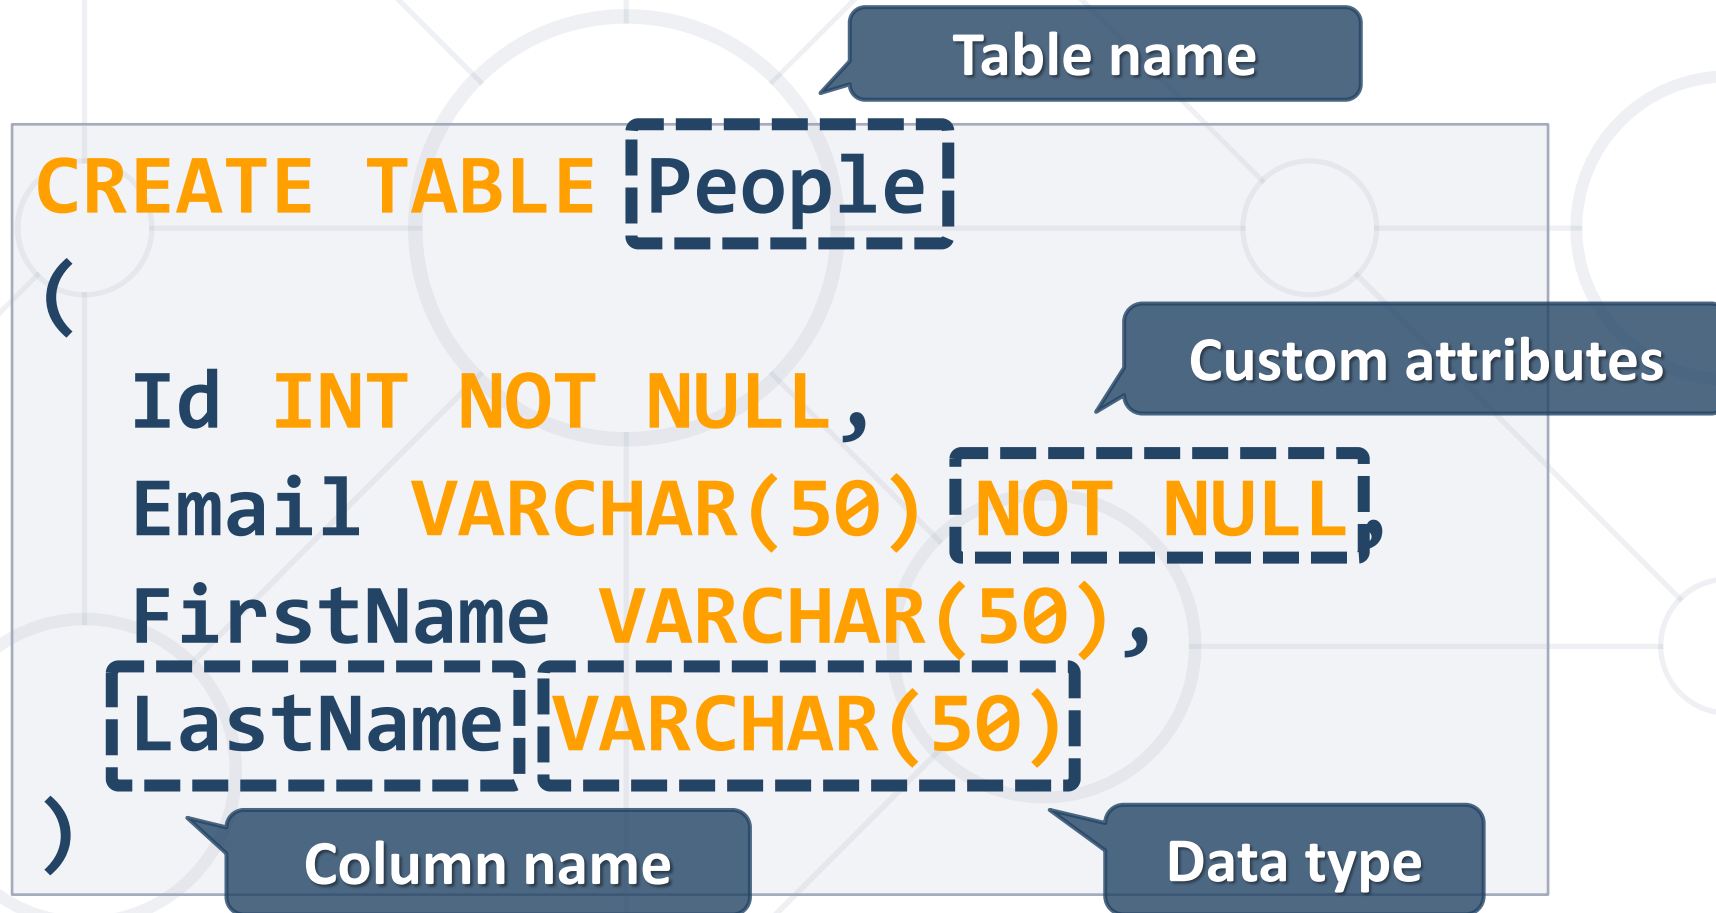 Table name
CREATE TABLE People
(
Custom attributes
Id INT NOT NULL,
Email VARCHAR(50) NOT NULL,
FirstName VARCHAR(50),
LastName VARCHAR(50)
)
Column name
Data type